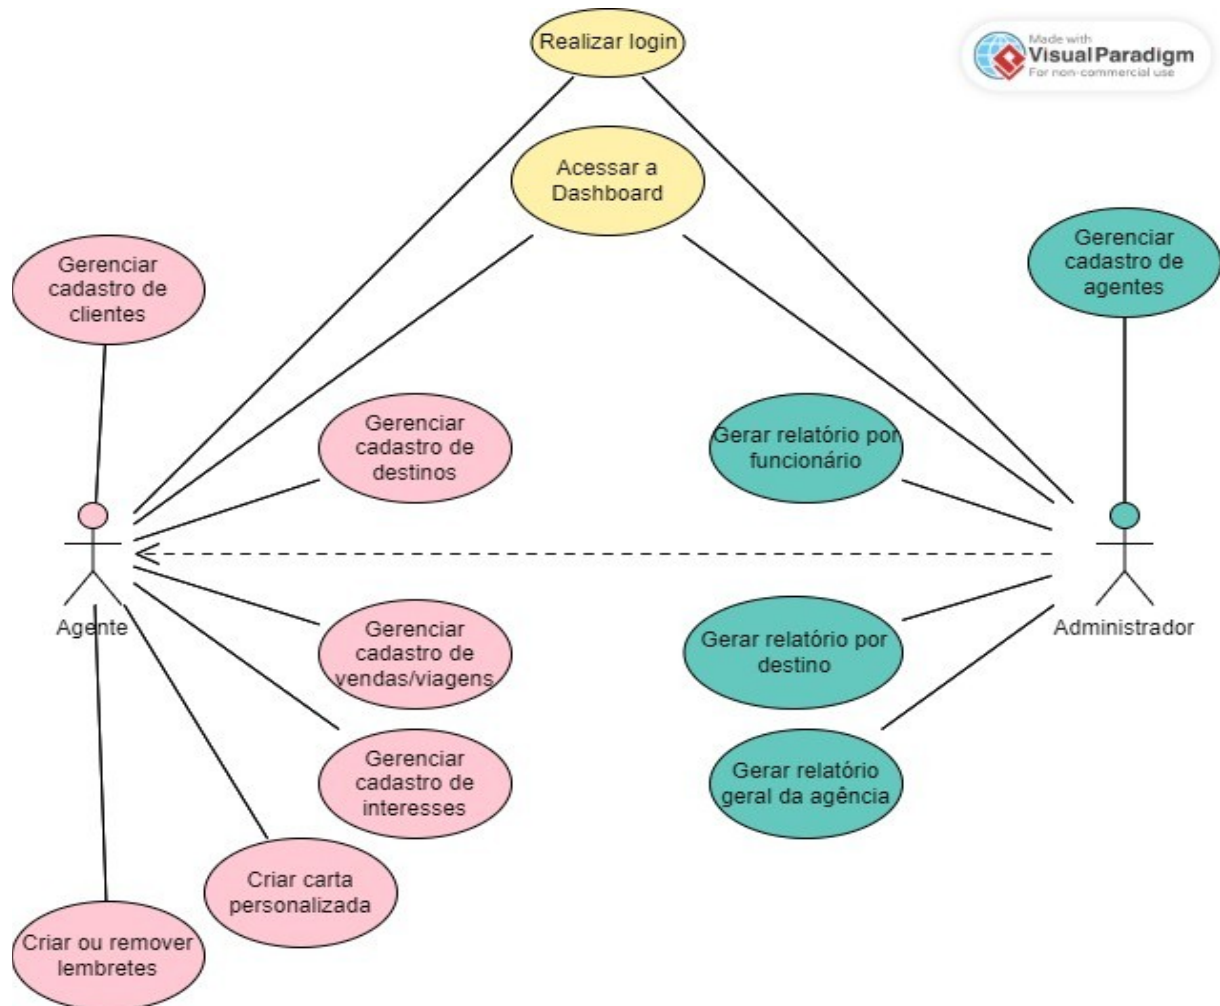 Realizar login
Made with
Visual Paradigm
For non-commercial use
Acessar a
Dashboard
Gerenciar
cadastro de
clientes
Gerenciar
cadastro de
agentes
Gerenciar
cadastro de
destinos
Gerar relatório por
funcionário
Agente
Administrador
Gerenciar
cadastro de
vendas/viagens
Gerar relatório por
destino
Gerenciar
cadastro de
interesses
Gerar relatório
geral da agência
Criar carta
personalizada
Criar ou remover
lembretes